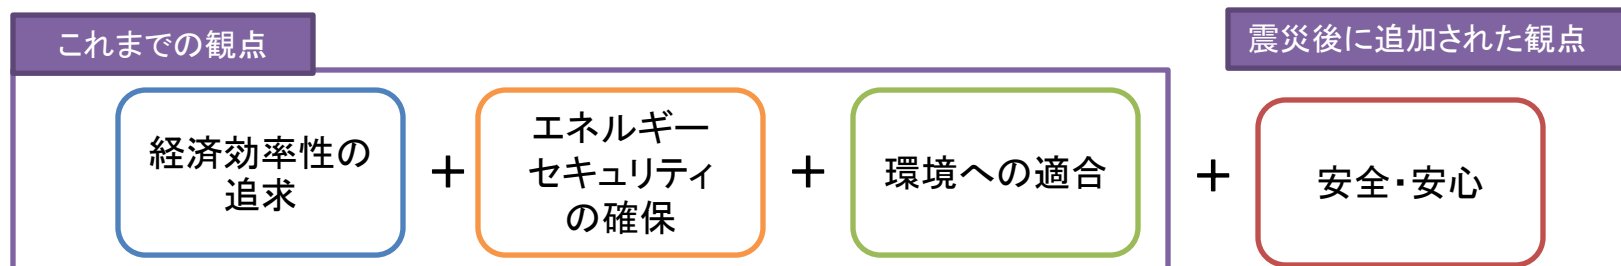 これまでの観点
震災後に追加された観点
経済効率性の
追求
+
エネルギー
セキュリティ
の確保
+
環境への適合
+
安全・安心